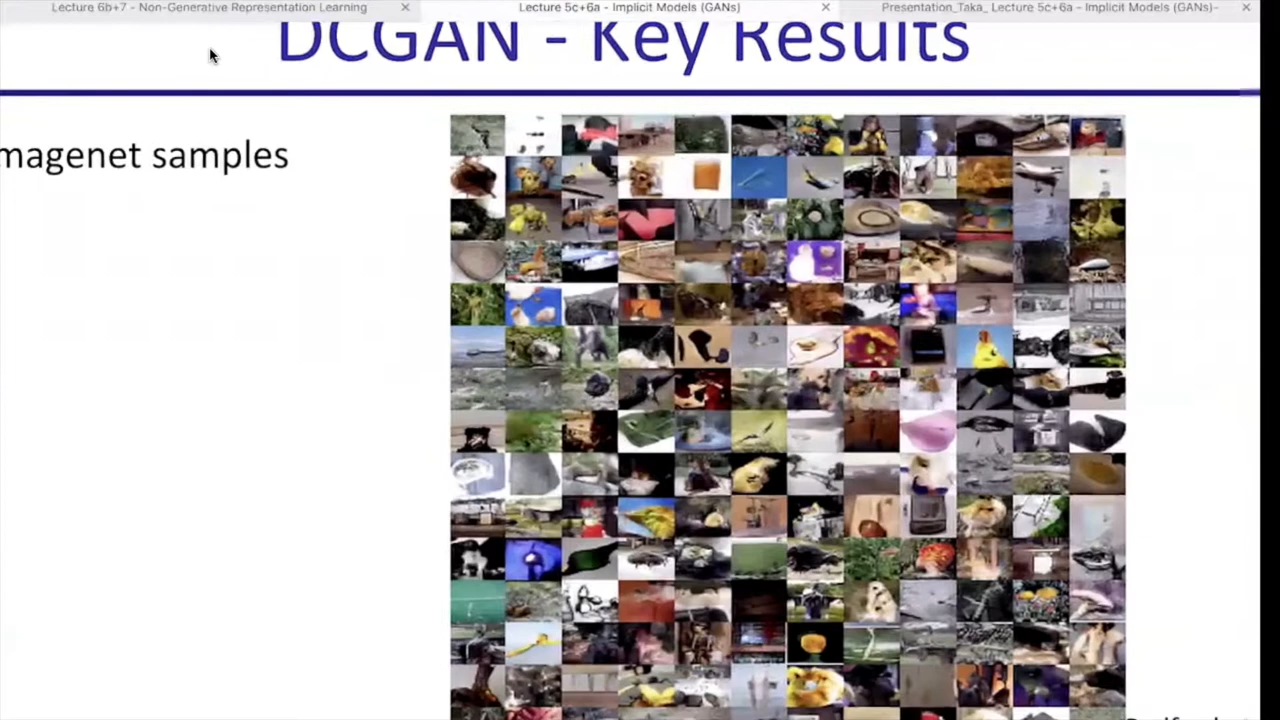 Lecture 6b+7 - Non-Generative Representation Learning
Lecture 5c+6a - Implicit Models (GANs)
Presentation_Taka_ Lecture 5c+6a - Implicit Models (GANs)-
DCGAN - Key Results
magenet samples